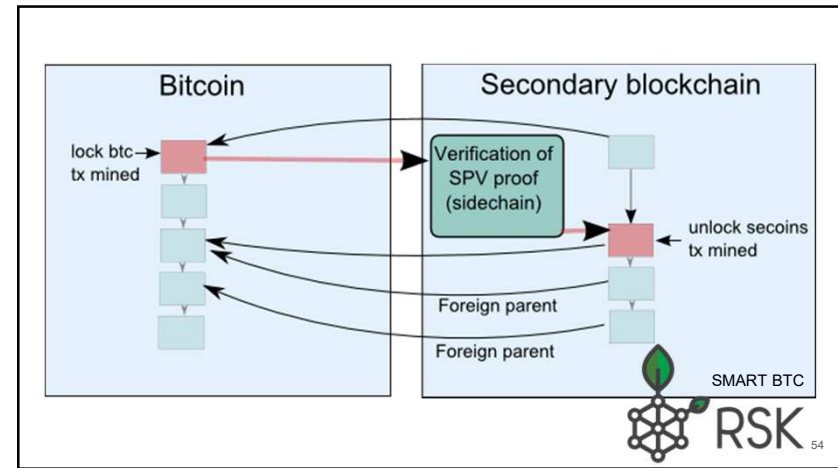 Bitcoin
Secondary blockchain
lock btc
tx mined
Verification of
SPV proof
(sidechain)
unlock secoins
tx mined
Foreign parent
Foreign parent
SMART BTC
RSK
54